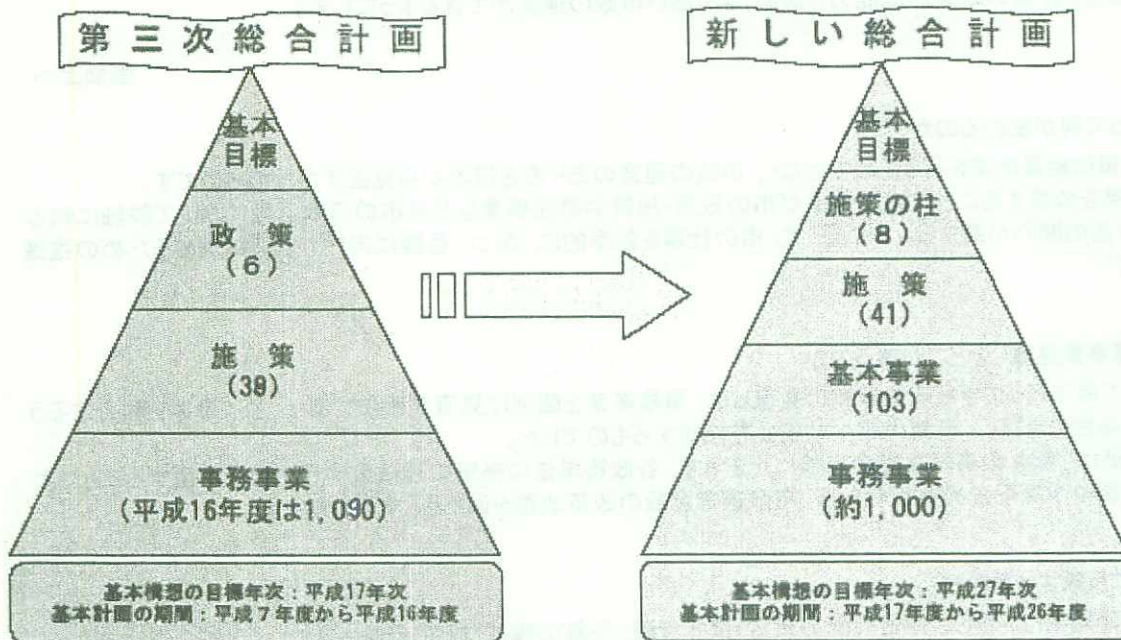 第三次総合計画
基本
目標
政　策
(6)
施　策
(38)
事務事業
(平成16年度は1,090)
基本構想の目標年次：平成17年次
基本計画の期間：平成７年度から平成16年度
新しい総合計画
基本
目標
施策の柱
(8)
施　策
(41)
基本事業
(103)
事務事業
(約1,000)
基本構想の目標年次：平成27年次
基本計画の期間：平成17年度から平成26年度